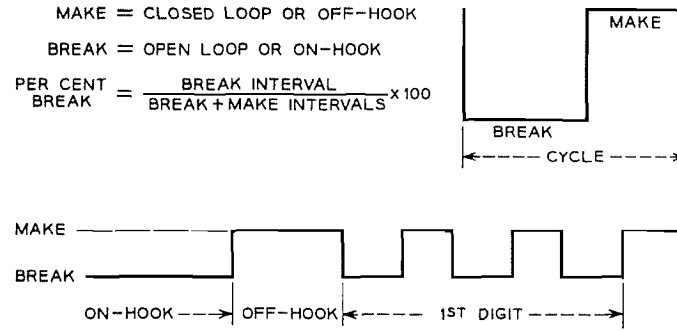 MAKE = CLOSED LOOP OR OFF-HOOK
BREAK = OPEN LOOP OR ON-HOOK
PER CENT BREAK = BREAK INTERVAL / BREAK + MAKE INTERVALS × 100
MAKE
BREAK
CYCLE
MAKE
BREAK
ON-HOOK
OFF-HOOK
1ST DIGIT